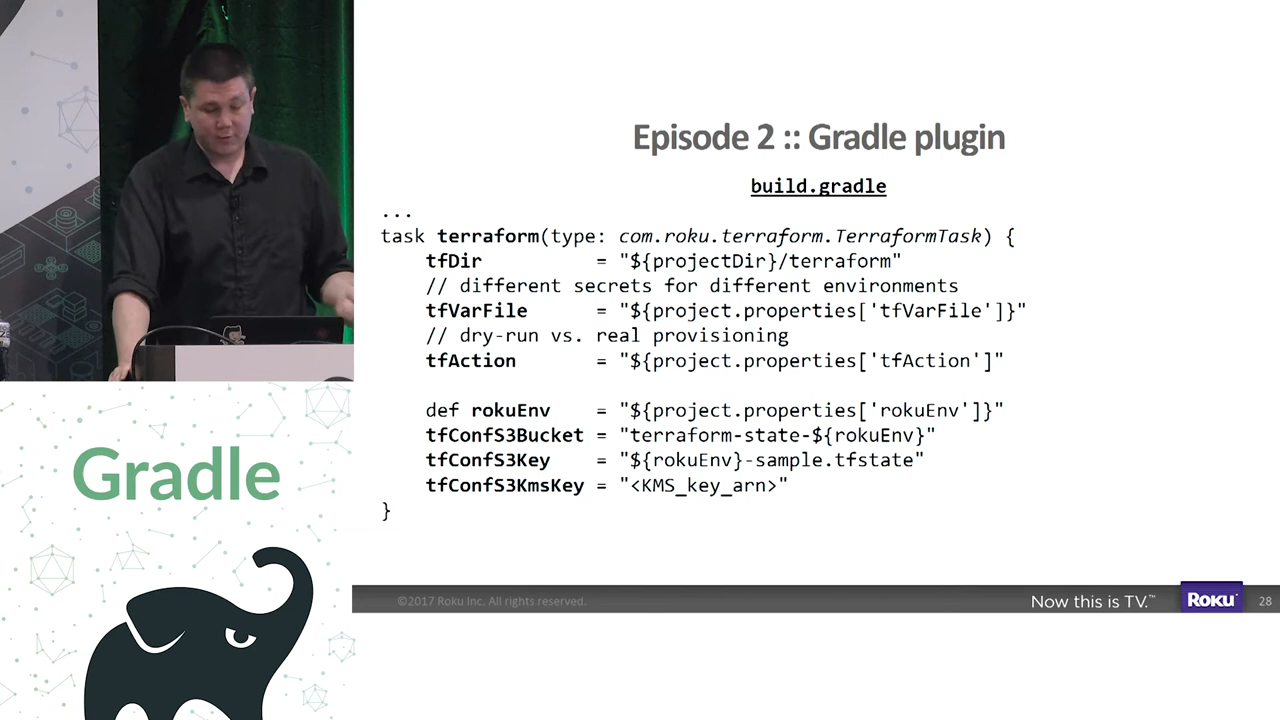 Episode 2 :: Gradle plugin
build.gradle
...
task terraform(type: com.roku.terraform.TerraformTask) {
tfDir = "${projectDir}/terraform"
// different secrets for different environments
tfVarFile = "${project.properties['tfVarFile']}"
// dry-run vs. real provisioning
tfAction = "${project.properties['tfAction']"
def rokuEnv = "${project.properties['rokuEnv']}"
tfConfS3Bucket = "terraform-state-${rokuEnv}"
tfConfS3Key = "${rokuEnv}-sample.tfstate"
tfConfS3KmsKey = "<KMS_key_arn>"
}
©2017 Roku Inc. All rights reserved.
Now this is TV.™
Roku
28
Gradle